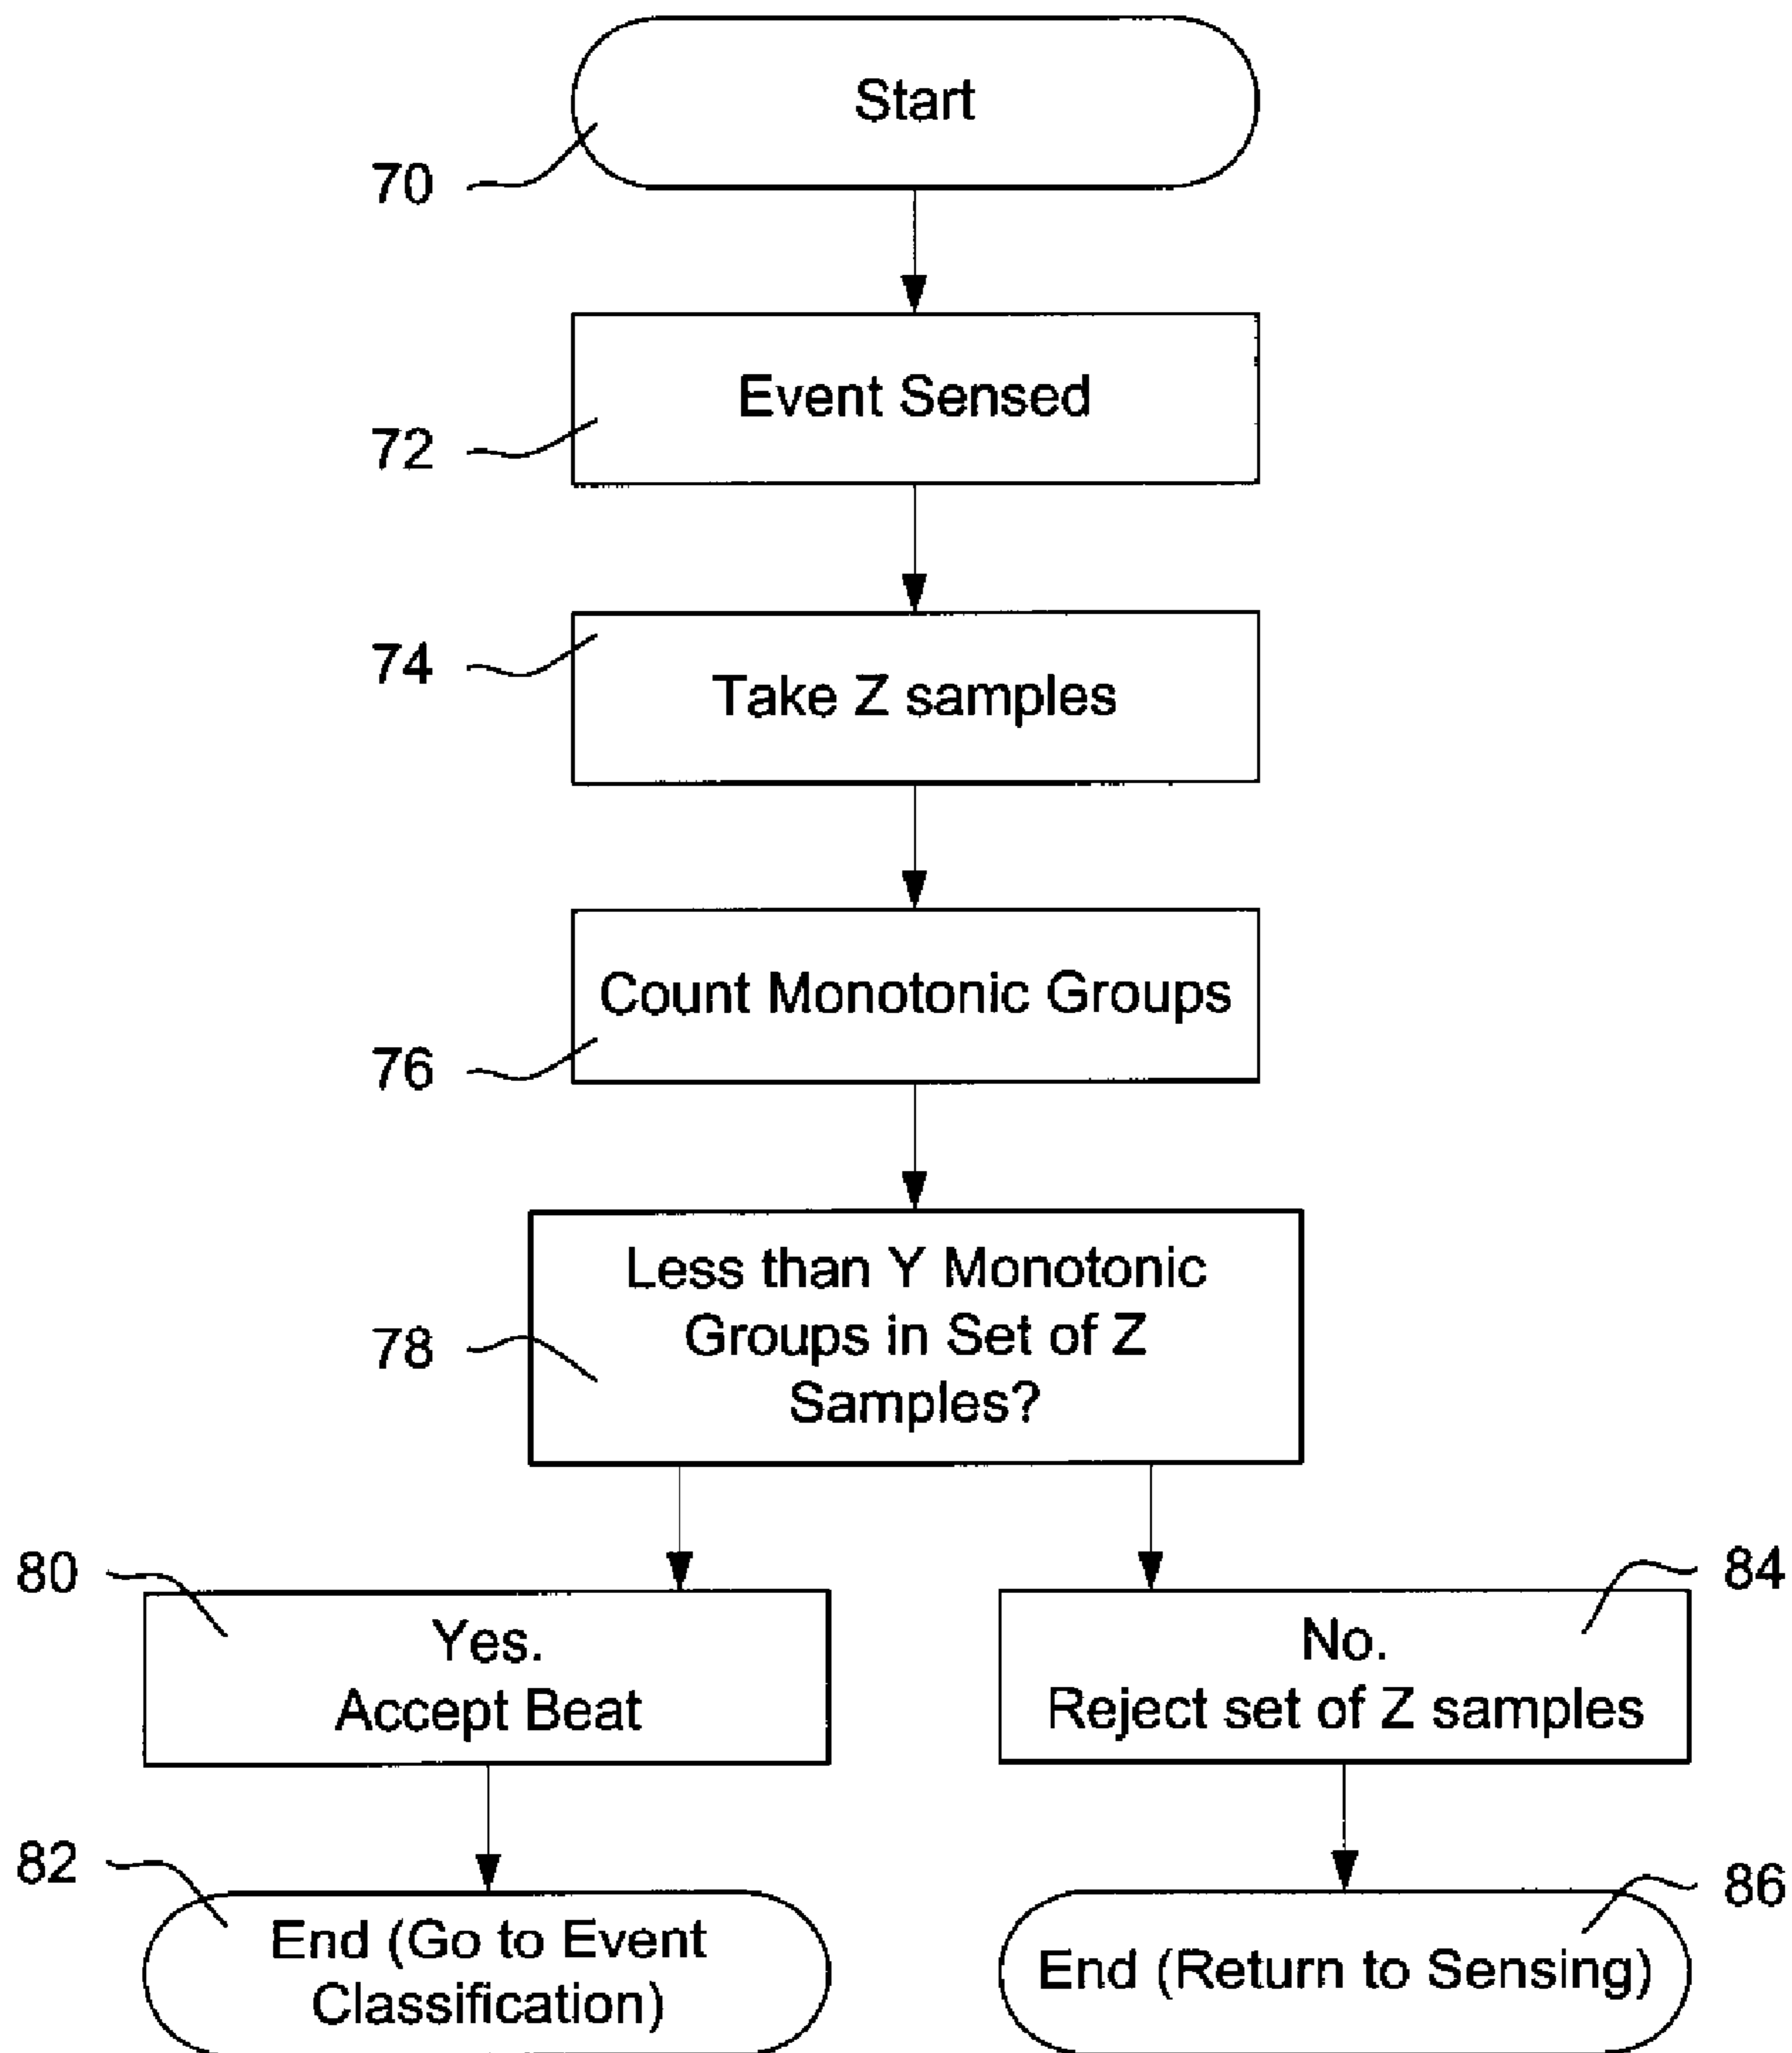 Start
70
Event Sensed
72
74
Take Z samples
Count Monotonic Groups
76
Less than Y Monotonic
Groups in Set of Z
Samples?
78
80
Yes.
Accept Beat
84
No.
Reject set of Z samples
82
End (Go to Event
Classification)
86
End (Return to Sensing)